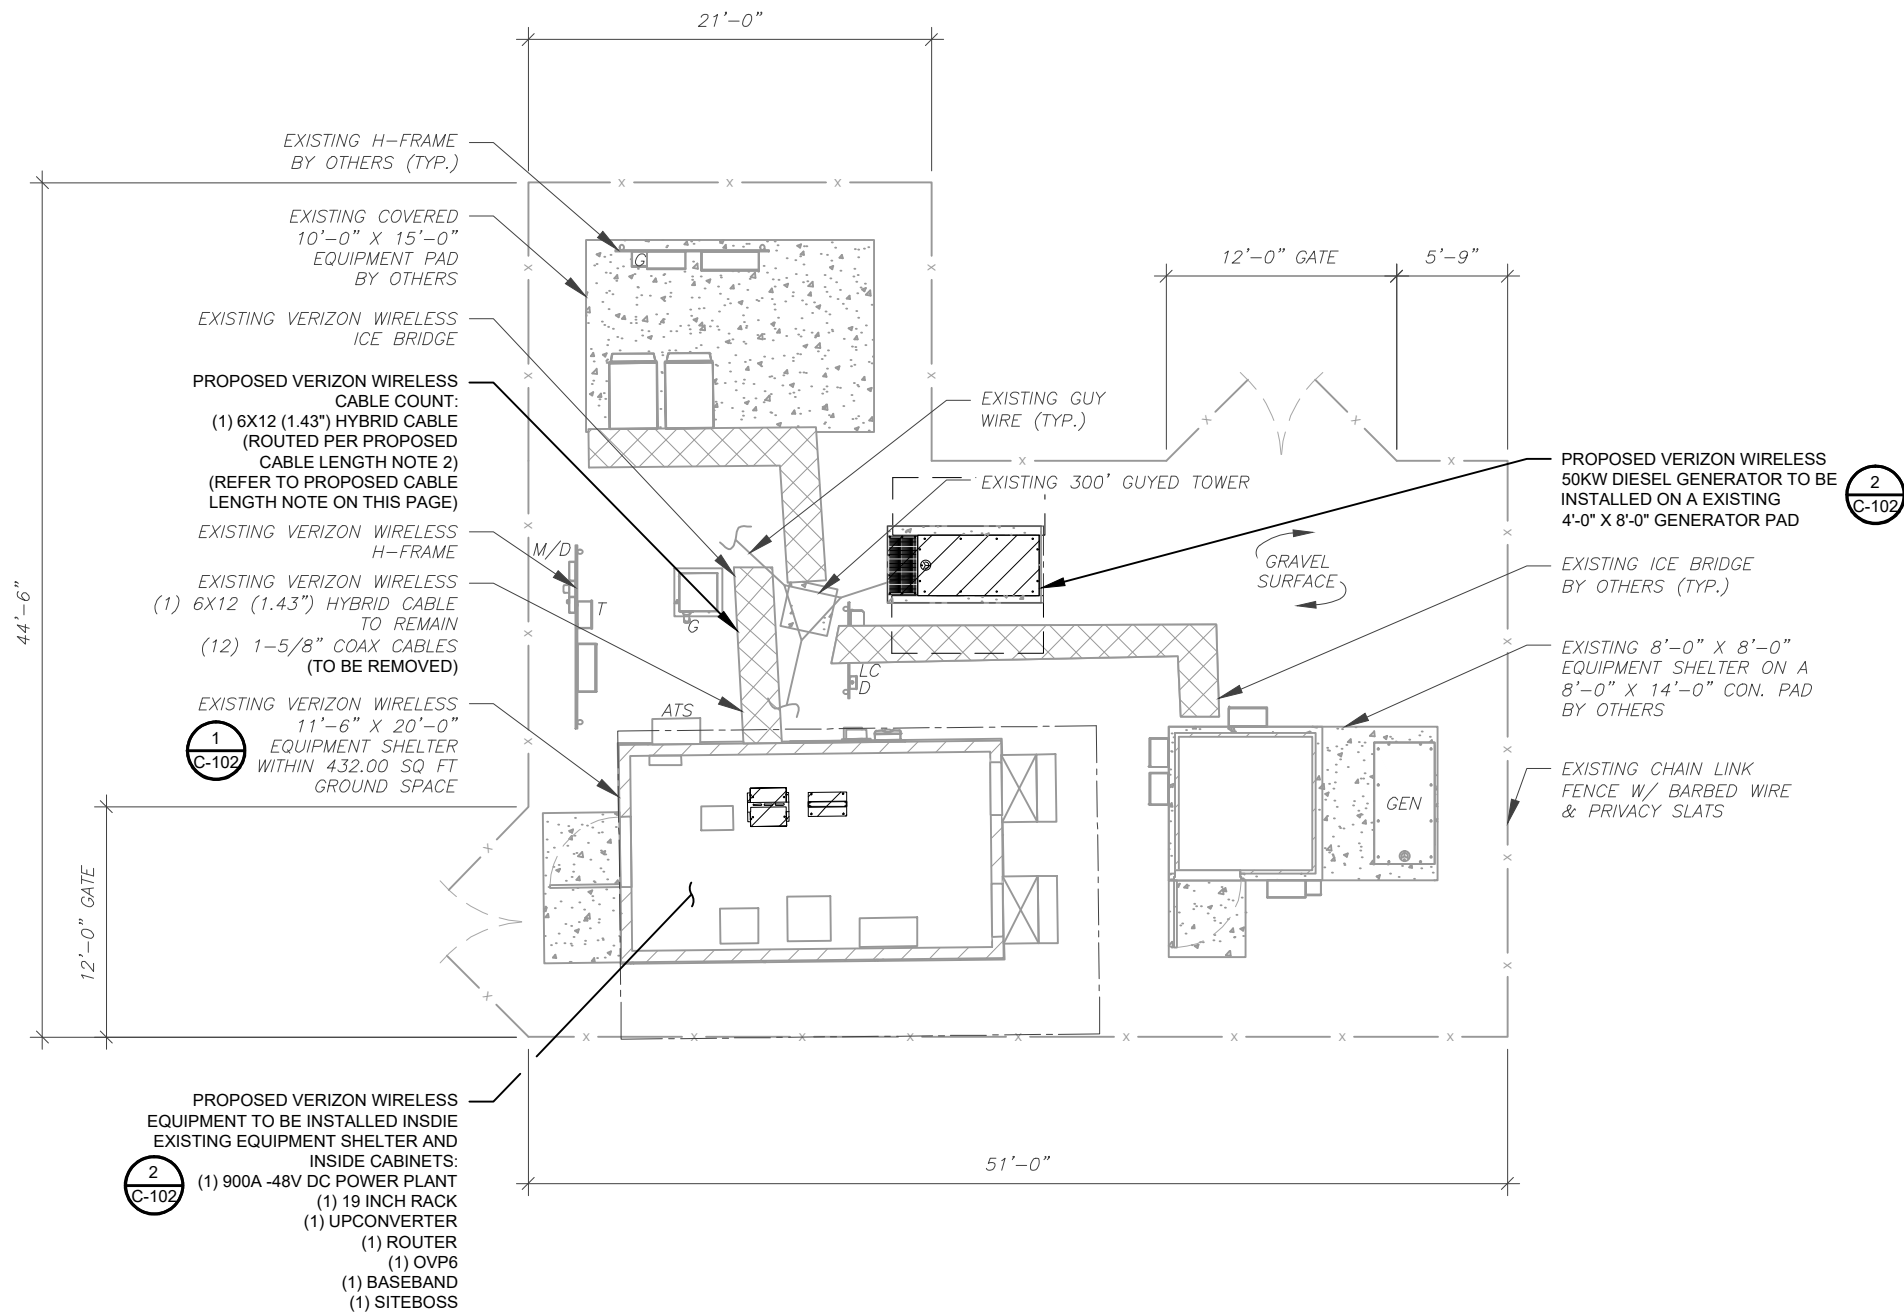 21'-0"
EXISTING H-FRAME
BY OTHERS (TYP.)
EXISTING COVERED
10'-0" X 15'-0"
EQUIPMENT PAD
BY OTHERS
G
12'-0" GATE
5'-9"
EXISTING VERIZON WIRELESS
ICE BRIDGE
PROPOSED VERIZON WIRELESS
CABLE COUNT:
(1) 6X12 (1.43") HYBRID CABLE
(ROUTED PER PROPOSED
CABLE LENGTH NOTE 2)
(REFER TO PROPOSED CABLE
LENGTH NOTE ON THIS PAGE)
EXISTING GUY
WIRE (TYP.)
EXISTING 300' GUYED TOWER
PROPOSED VERIZON WIRELESS
50KW DIESEL GENERATOR TO BE
INSTALLED ON A EXISTING
4'-0" X 8'-0" GENERATOR PAD
2
C-102
EXISTING VERIZON WIRELESS
H-FRAME
M/D
T
G
GRAVEL
SURFACE
EXISTING ICE BRIDGE
BY OTHERS (TYP.)
44'-6"
EXISTING VERIZON WIRELESS
(1) 6X12 (1.43") HYBRID CABLE
TO REMAIN
(12) 1-5/8" COAX CABLES
(TO BE REMOVED)
LC
D
EXISTING 8'-0" X 8'-0"
EQUIPMENT SHELTER ON A
8'-0" X 14'-0" CON. PAD
BY OTHERS
EXISTING VERIZON WIRELESS
11'-6" X 20'-0"
EQUIPMENT SHELTER
WITHIN 432.00 SQ FT
GROUND SPACE
1
C-102
ATS
GEN
EXISTING CHAIN LINK
FENCE W/ BARBED WIRE
& PRIVACY SLATS
12'-0" GATE
PROPOSED VERIZON WIRELESS
EQUIPMENT TO BE INSTALLED INSDIE
EXISTING EQUIPMENT SHELTER AND
INSIDE CABINETS:
(1) 900A -48V DC POWER PLANT
(1) 19 INCH RACK
(1) UPCONVERTER
(1) ROUTER
(1) OVP6
(1) BASEBAND
(1) SITEBOSS
2
C-102
51'-0"